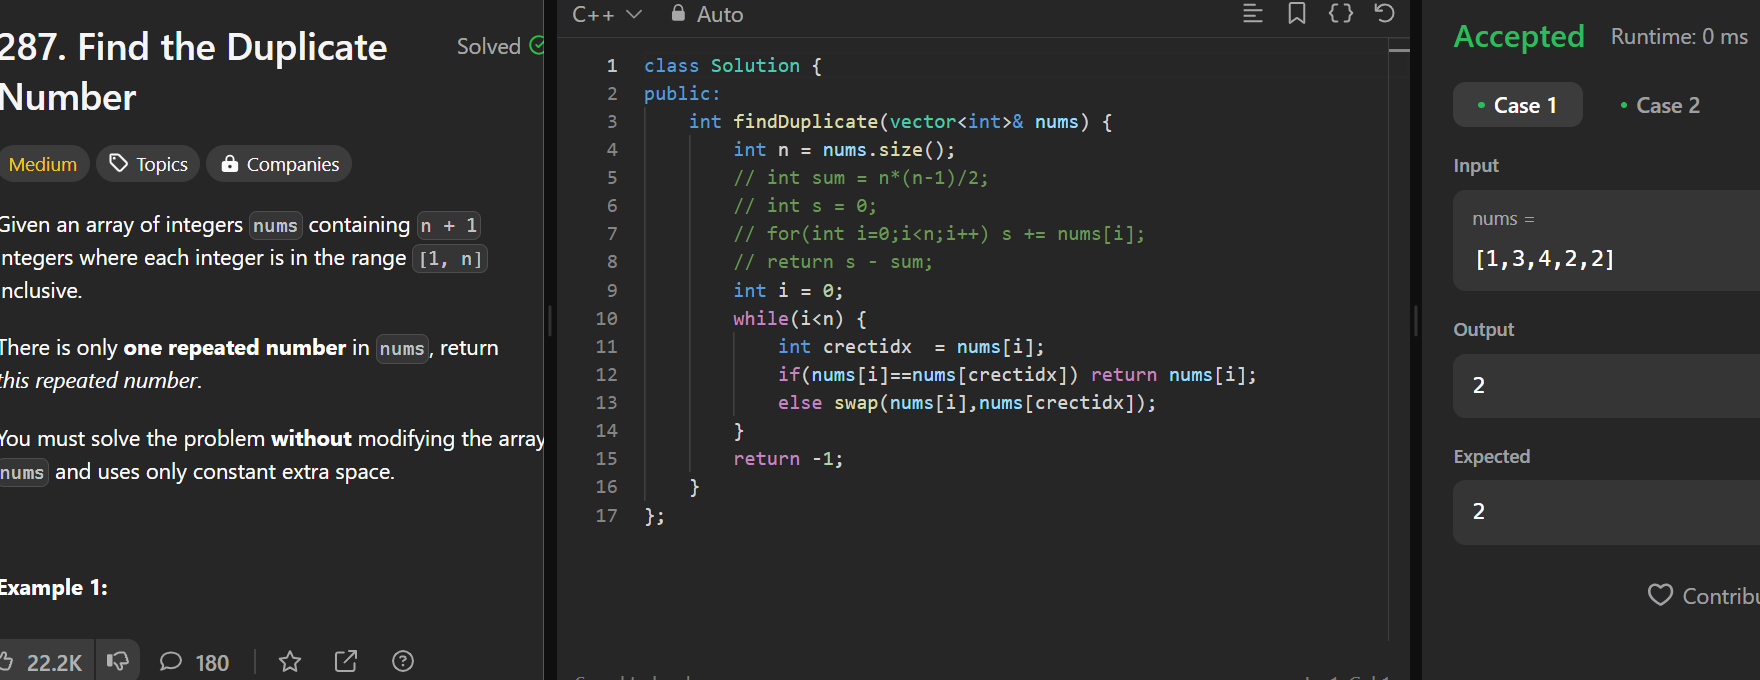 287. Find the Duplicate
Number
Solved
Medium
Topics
Companies
Given an array of integers nums containing n + 1
integers where each integer is in the range [1, n]
inclusive.
There is only one repeated number in nums, return
this repeated number.
You must solve the problem without modifying the array
nums and uses only constant extra space.
Example 1:
22.2K
180
C++
Auto
1 class Solution {
2 public:
3 int findDuplicate(vector<int>& nums) {
4 int n = nums.size();
5 // int sum = n*(n-1)/2;
6 // int s = 0;
7 // for(int i=0;i<n;i++) s += nums[i];
8 // return s - sum;
9 int i = 0;
10 while(i<n) {
11 int crectidx  = nums[i];
12 if(nums[i]==nums[crectidx]) return nums[i];
13 else swap(nums[i],nums[crectidx]);
14 }
15 return -1;
16 }
17 };
Accepted
Runtime: 0 ms
Case 1
Case 2
Input
nums =
[1,3,4,2,2]
Output
2
Expected
2
Contribu